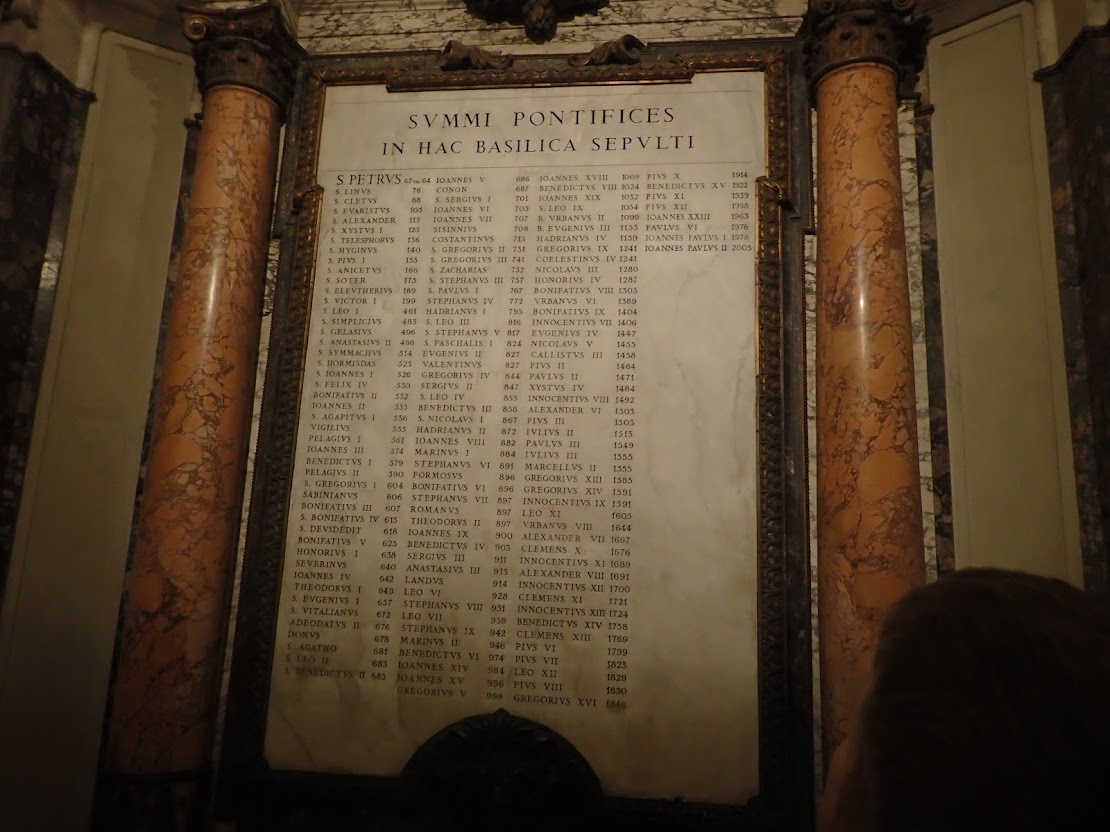 SVMMI PONTIFICES
IN HAC BASILICA SEPVLTI
S. PETRVS 67 64
S. LINVS 76
S. CLETVS 88
S. EVARISTVS 105
S. ALEXANDER 115
S. XYSTVS I 125
S. TELESPHORVS 136
S. HYGINVS 140
S. PIVS I 155
S. ANICETVS 166
S. SOTER 175
S. ELEVTHERIVS 189
S. VICTOR I 199
S. LEO I 461
S. SIMPLICIVS 483
S. GELASIVS 496
S. ANASTASIVS II 498
S. SYMMACHVS 514
S. HORMISDAS 523
S. IOANNES I 526
S. FELIX IV 530
BONIFATIVS II 532
IOANNES II 535
S. AGAPITVS I 536
VIGILIVS 555
PELAGIVS I 561
IOANNES III 574
BENEDICTVS I 579
PELAGIVS II 590
S. GREGORIVS I 604
SABINIANVS 606
BONIFATIVS III 607
S. BONIFATIVS IV 615
S. DEVSDEDIT 618
BONIFATIVS V 625
HONORIVS I 638
SEVERINVS 640
IOANNES IV 642
THEODORVS I 649
S. EVGENIVS I 657
S. VITALIANVS 672
ADEODATVS II 676
DONVS 678
S. AGATHO 681
S. LEO II 683
S. BENEDICTVS II 685
IOANNES V 686
CONON 687
S. SERGIVS I 701
IOANNES VI 705
IOANNES VII 707
SISINNIVS 708
COSTANTINVS 715
S. GREGORIVS II 731
S. GREGORIVS III 741
S. ZACHARIAS 752
S. STEPHANVS III 757
S. PAVLVS I 767
STEPHANVS IV 772
HADRIANVS I 795
S. LEO III 816
S. STEPHANVS V 817
S. PASCHALIS I 824
EVGENIVS II 827
VALENTINVS 827
GREGORIVS IV 844
SERGIVS II 847
S. LEO IV 855
BENEDICTVS III 858
S. NICOLAVS I 867
HADRIANVS II 872
IOANNES VIII 882
MARINVS I 884
STEPHANVS VI 891
FORMOSVS 896
BONIFATIVS VI 896
STEPHANVS VII 897
ROMANVS 897
THEODORVS II 897
IOANNES IX 900
BENEDICTVS IV 903
SERGIVS III 911
ANASTASIVS III 913
LANDVS 914
LEO VI 928
STEPHANVS VIII 931
LEO VII 939
STEPHANVS IX 942
MARINVS II 946
BENEDICTVS VI 974
IOANNES XIV 984
IOANNES XV 996
GREGORIVS V 999
IOANNES XVIII 1009
BENEDICTVS VIII 1024
IOANNES XIX 1032
S. LEO IX 1054
B. VRBANVS II 1099
B. EVGENIVS III 1153
HADRIANVS IV 1159
GREGORIVS IX 1241
COELESTINVS IV 1241
NICOLAVS III 1280
HONORIVS IV 1287
BONIFATIVS VIII 1303
VRBANVS VI 1389
BONIFATIVS IX 1404
INNOCENTIVS VII 1406
EVGENIVS IV 1447
NICOLAVS V 1455
CALLISTVS III 1458
PIVS II 1464
PAVLVS II 1471
XYSTVS IV 1484
INNOCENTIVS VIII 1492
ALEXANDER VI 1503
PIVS III 1503
IVLIVS II 1513
PAVLVS III 1549
IVLIVS III 1555
MARCELLVS II 1555
GREGORIVS XIII 1585
GREGORIVS XIV 1591
INNOCENTIVS IX 1591
LEO XI 1605
VRBANVS VIII 1644
ALEXANDER VII 1667
CLEMENS X 1676
INNOCENTIVS XI 1689
ALEXANDER VIII 1691
INNOCENTIVS XII 1700
CLEMENS XI 1721
INNOCENTIVS XIII 1724
BENEDICTVS XIV 1758
CLEMENS XIII 1769
PIVS VI 1799
PIVS VII 1823
LEO XII 1829
PIVS VIII 1830
GREGORIVS XVI 1846
PIVS X 1914
BENEDICTVS XV 1922
PIVS XI 1939
PIVS XII 1958
IOANNES XXIII 1963
PAVLVS VI 1978
IOANNES PAVLVS I 1978
IOANNES PAVLVS II 2005